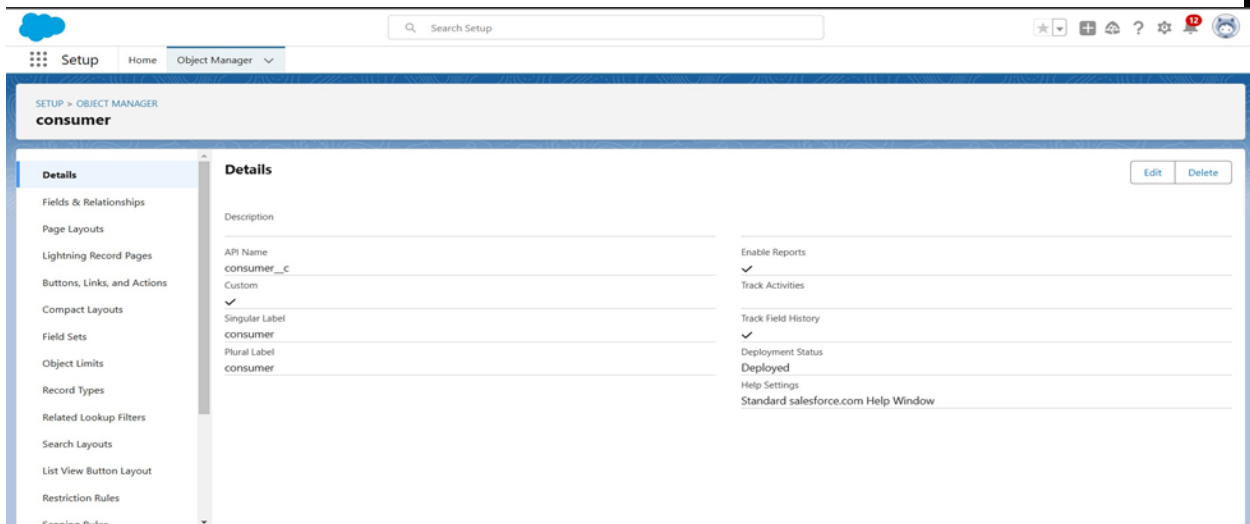 Search Setup
12
Setup
Home
Object Manager
SETUP > OBJECT MANAGER
consumer
Details
Fields & Relationships
Page Layouts
Lightning Record Pages
Buttons, Links, and Actions
Compact Layouts
Field Sets
Object Limits
Record Types
Related Lookup Filters
Search Layouts
List View Button Layout
Restriction Rules
Scoping Rules
Details
Edit
Delete
Description
API Name
consumer__c
Custom
Singular Label
consumer
Plural Label
consumer
Enable Reports
Track Activities
Track Field History
Deployment Status
Deployed
Help Settings
Standard salesforce.com Help Window